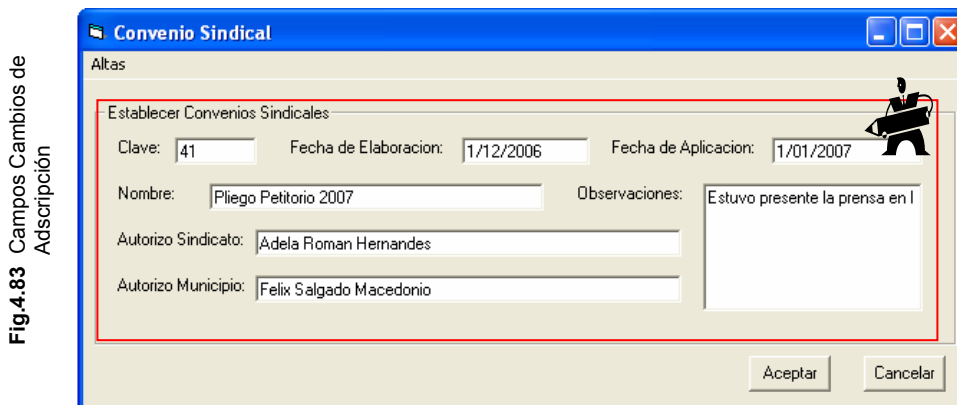 Fig.4.83 Campos Cambios de
Adscripción
Convenio Sindical
Altas
Establecer Convenios Sindicales
Clave: 41 Fecha de Elaboracion: 1/12/2006 Fecha de Aplicacion: 1/01/2007
Nombre: Pliego Petitorio 2007 Observaciones: Estuvo presente la prensa en l
Autorizo Sindicato: Adela Roman Hernandes
Autorizo Municipio: Felix Salgado Macedonio
Aceptar Cancelar